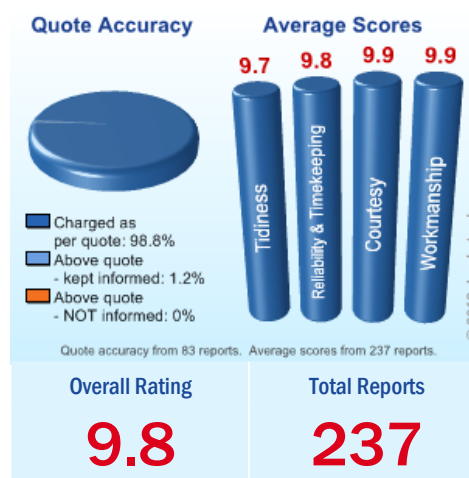 Quote Accuracy
Average Scores
9.7
9.8
9.9
9.9
Tidiness
Reliability & Timekeeping
Courtesy
Workmanship
Charged as
per quote: 98.8%
Above quote
- kept informed: 1.2%
Above quote
- NOT informed: 0%
Quote accuracy from 83 reports. Average scores from 237 reports.
Overall Rating
Total Reports
9.8
237